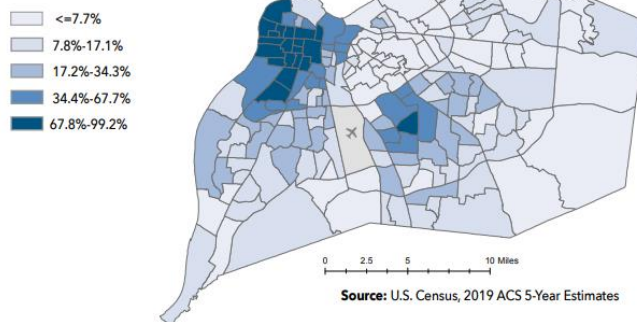 <=7.7%
7.8%-17.1%
17.2%-34.3%
34.4%-67.7%
67.8%-99.2%
0 2.5 5 10 Miles
Source: U.S. Census, 2019 ACS 5-Year Estimates